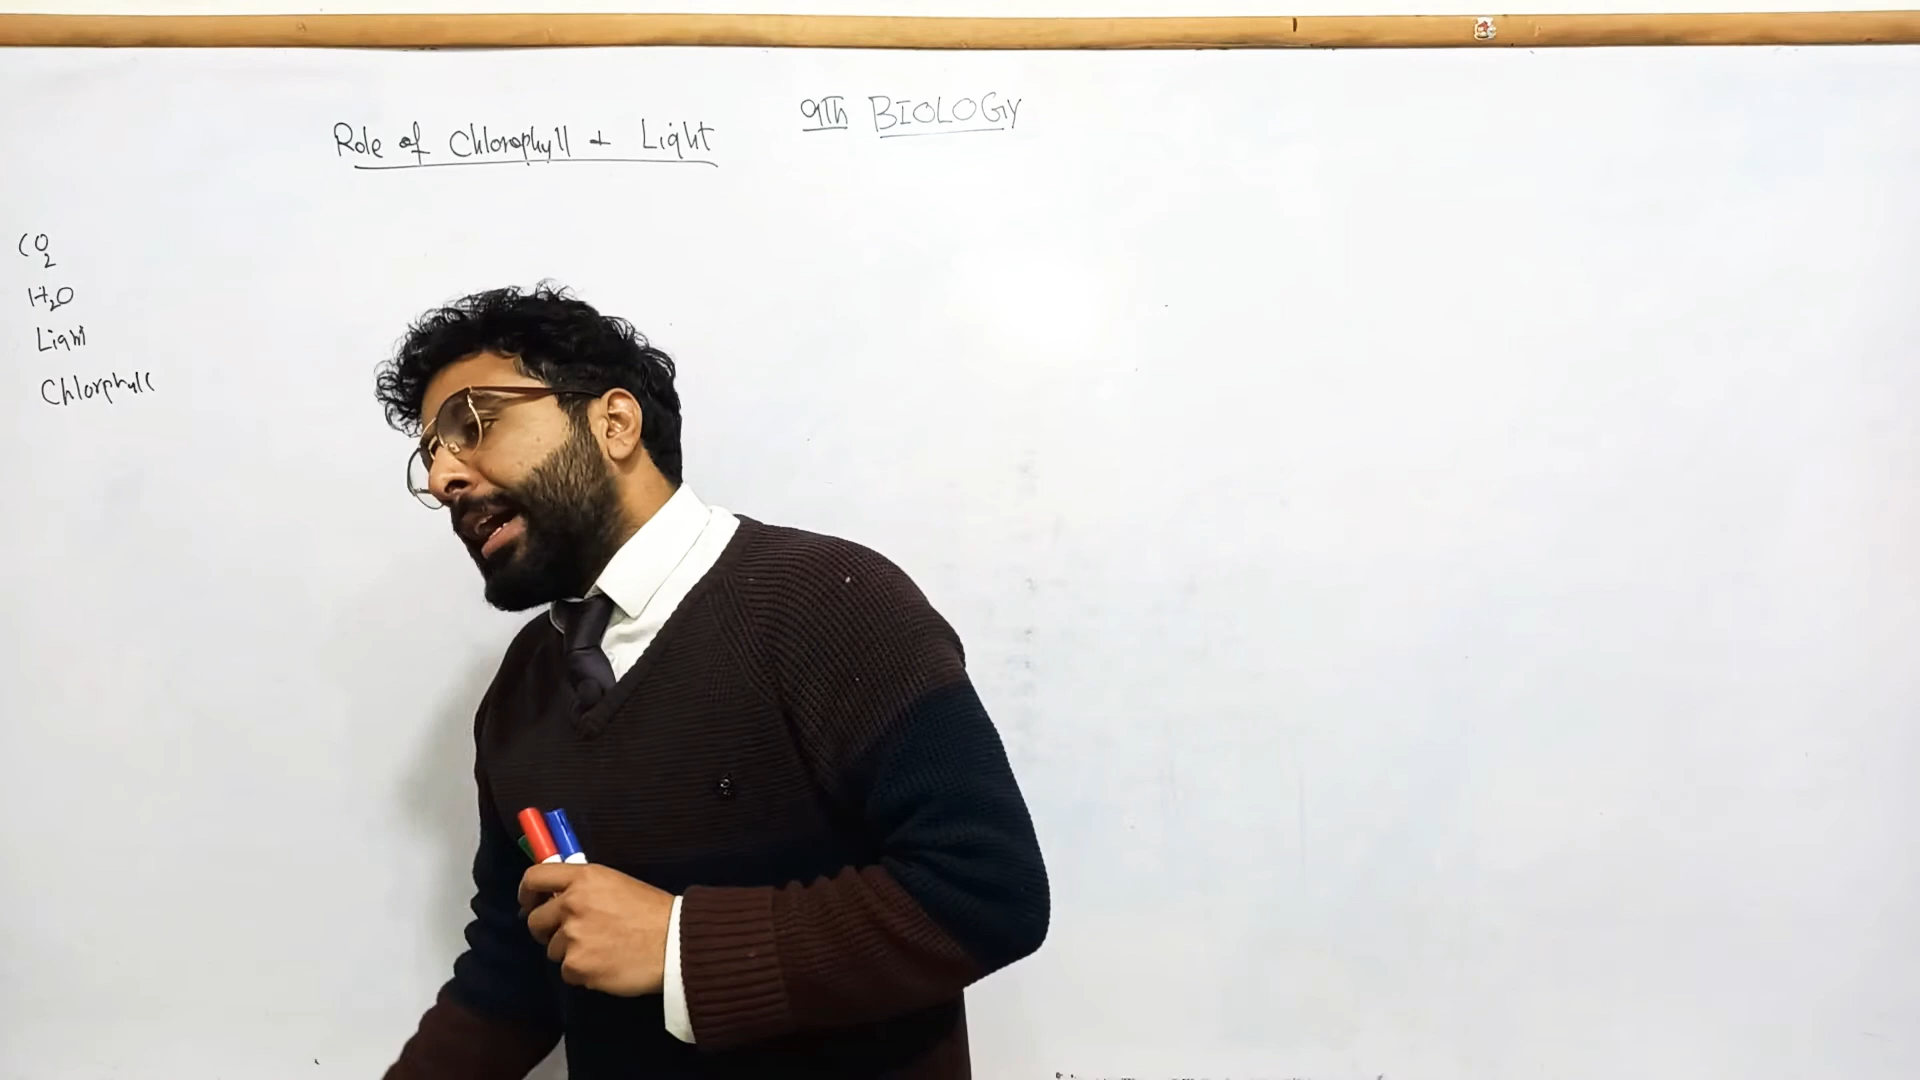 9Th BIOLOGY
Role of Chlorophyll + Light
CO2
H2O
Light
Chlorphyll